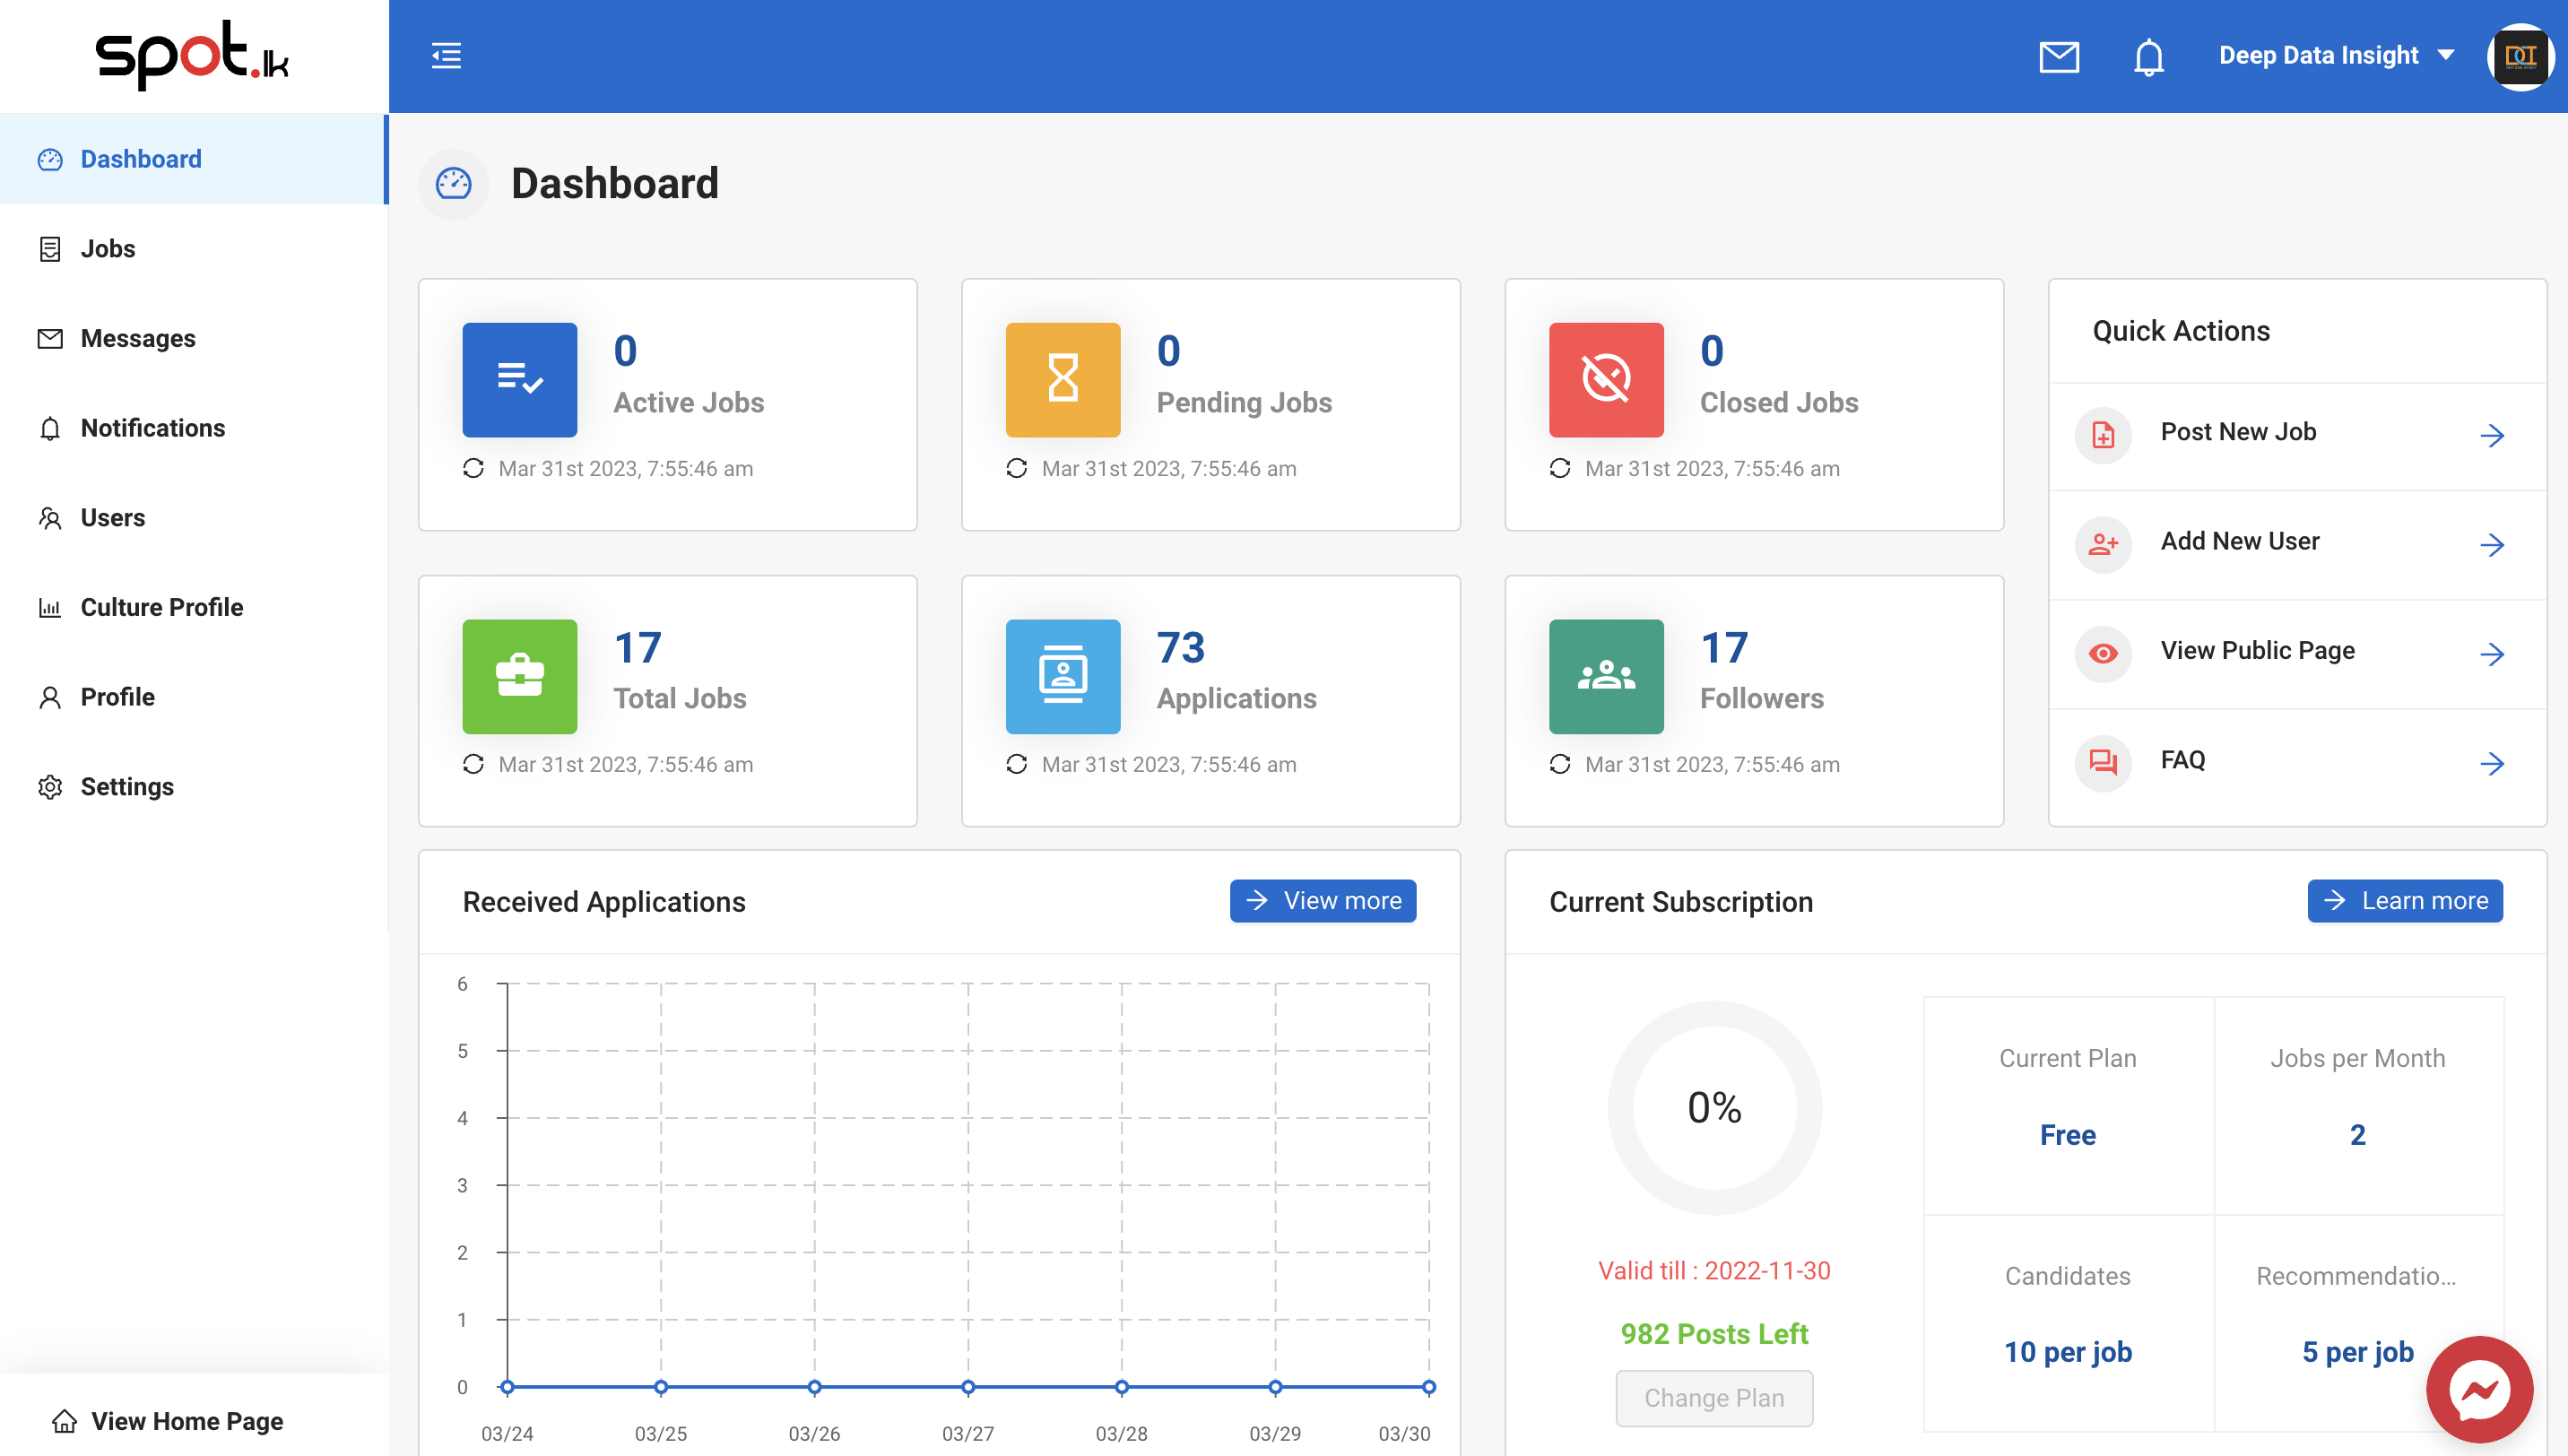 spot.lk
Deep Data Insight
DDI
Dashboard
Jobs
Messages
Notifications
Users
Culture Profile
Profile
Settings
View Home Page
Dashboard
0
Active Jobs
Mar 31st 2023, 7:55:46 am
0
Pending Jobs
Mar 31st 2023, 7:55:46 am
0
Closed Jobs
Mar 31st 2023, 7:55:46 am
17
Total Jobs
Mar 31st 2023, 7:55:46 am
73
Applications
Mar 31st 2023, 7:55:46 am
17
Followers
Mar 31st 2023, 7:55:46 am
Quick Actions
Post New Job
Add New User
View Public Page
FAQ
Received Applications
View more
6
5
4
3
2
1
0
03/24 03/25 03/26 03/27 03/28 03/29 03/30
Current Subscription
Learn more
0%
Valid till : 2022-11-30
982 Posts Left
Change Plan
Current Plan
Free
Jobs per Month
2
Candidates
10 per job
Recommendatio...
5 per job